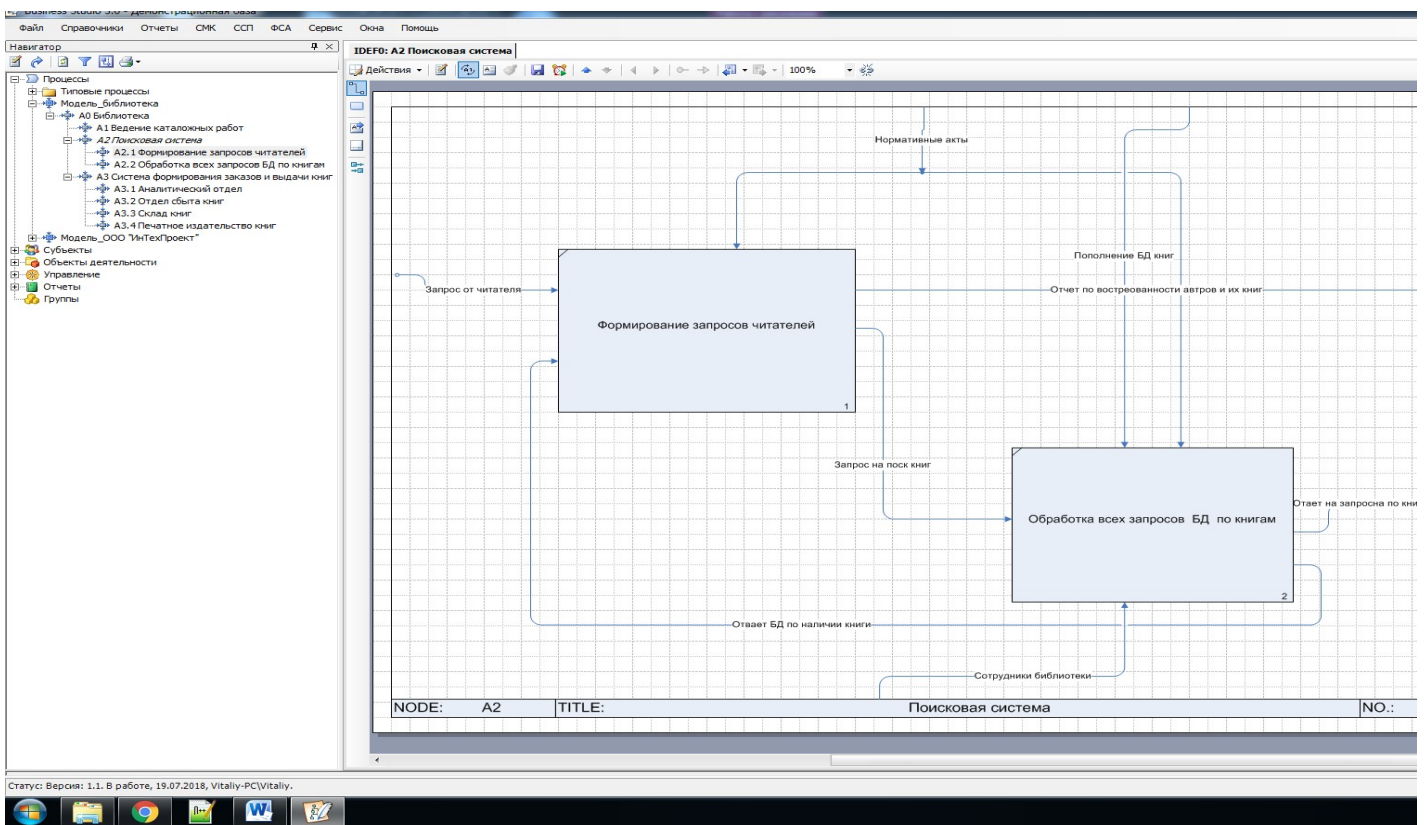 Business Studio 3.6 - Демонстрационная база
Файл Справочники Отчеты СМК ССП ФСА Сервис Окна Помощь
Навигатор
IDEF0: A2 Поисковая система
Действия
100%
Процессы
Типовые процессы
Модель_библиотека
A0 Библиотека
A1 Ведение каталожных работ
A2 Поисковая система
A2.1 Формирование запросов читателей
A2.2 Обработка всех запросов БД по книгам
A3 Система формирования заказов и выдачи книг
A3.1 Аналитический отдел
A3.2 Отдел сбыта книг
A3.3 Склад книг
A3.4 Печатное издательство книг
Модель_ООО "ИнТехПроект"
Субъекты
Объекты деятельности
Управление
Отчеты
Группы
Нормативные акты
Пополнение БД книг
Запрос от читателя
Отчет по востреованности автров и их книг
Формирование запросов читателей
1
Запрос на поск книг
Отает на запросна по кни
Обработка всех запросов БД по книгам
2
Отвает БД по наличии книги
Сотрудники библиотеки
NODE: A2 TITLE: Поисковая система NO.:
Статус: Версия: 1.1. В работе, 19.07.2018, Vitaliy-PC\Vitaliy.